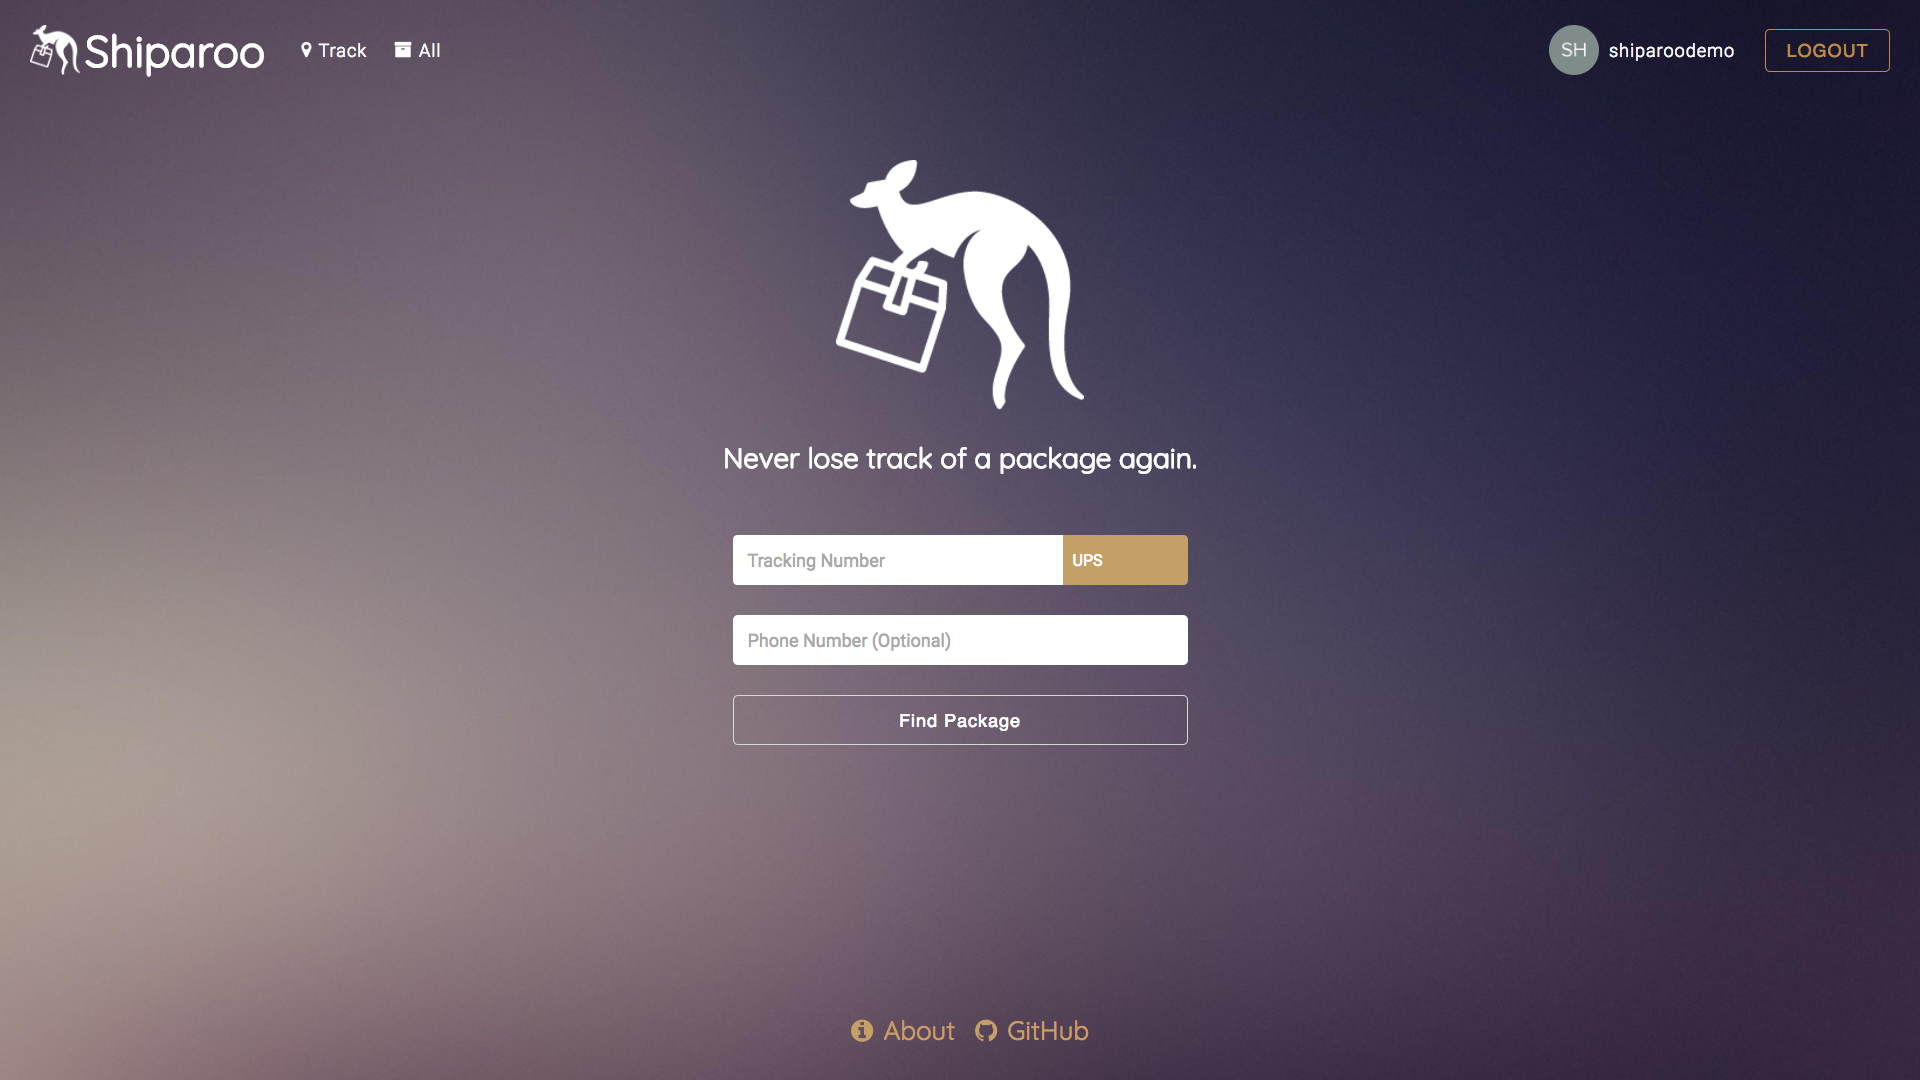 Shiparoo
Track
All
SH
shiparoodemo
LOGOUT
Never lose track of a package again.
Tracking Number
UPS
Phone Number (Optional)
Find Package
About
GitHub